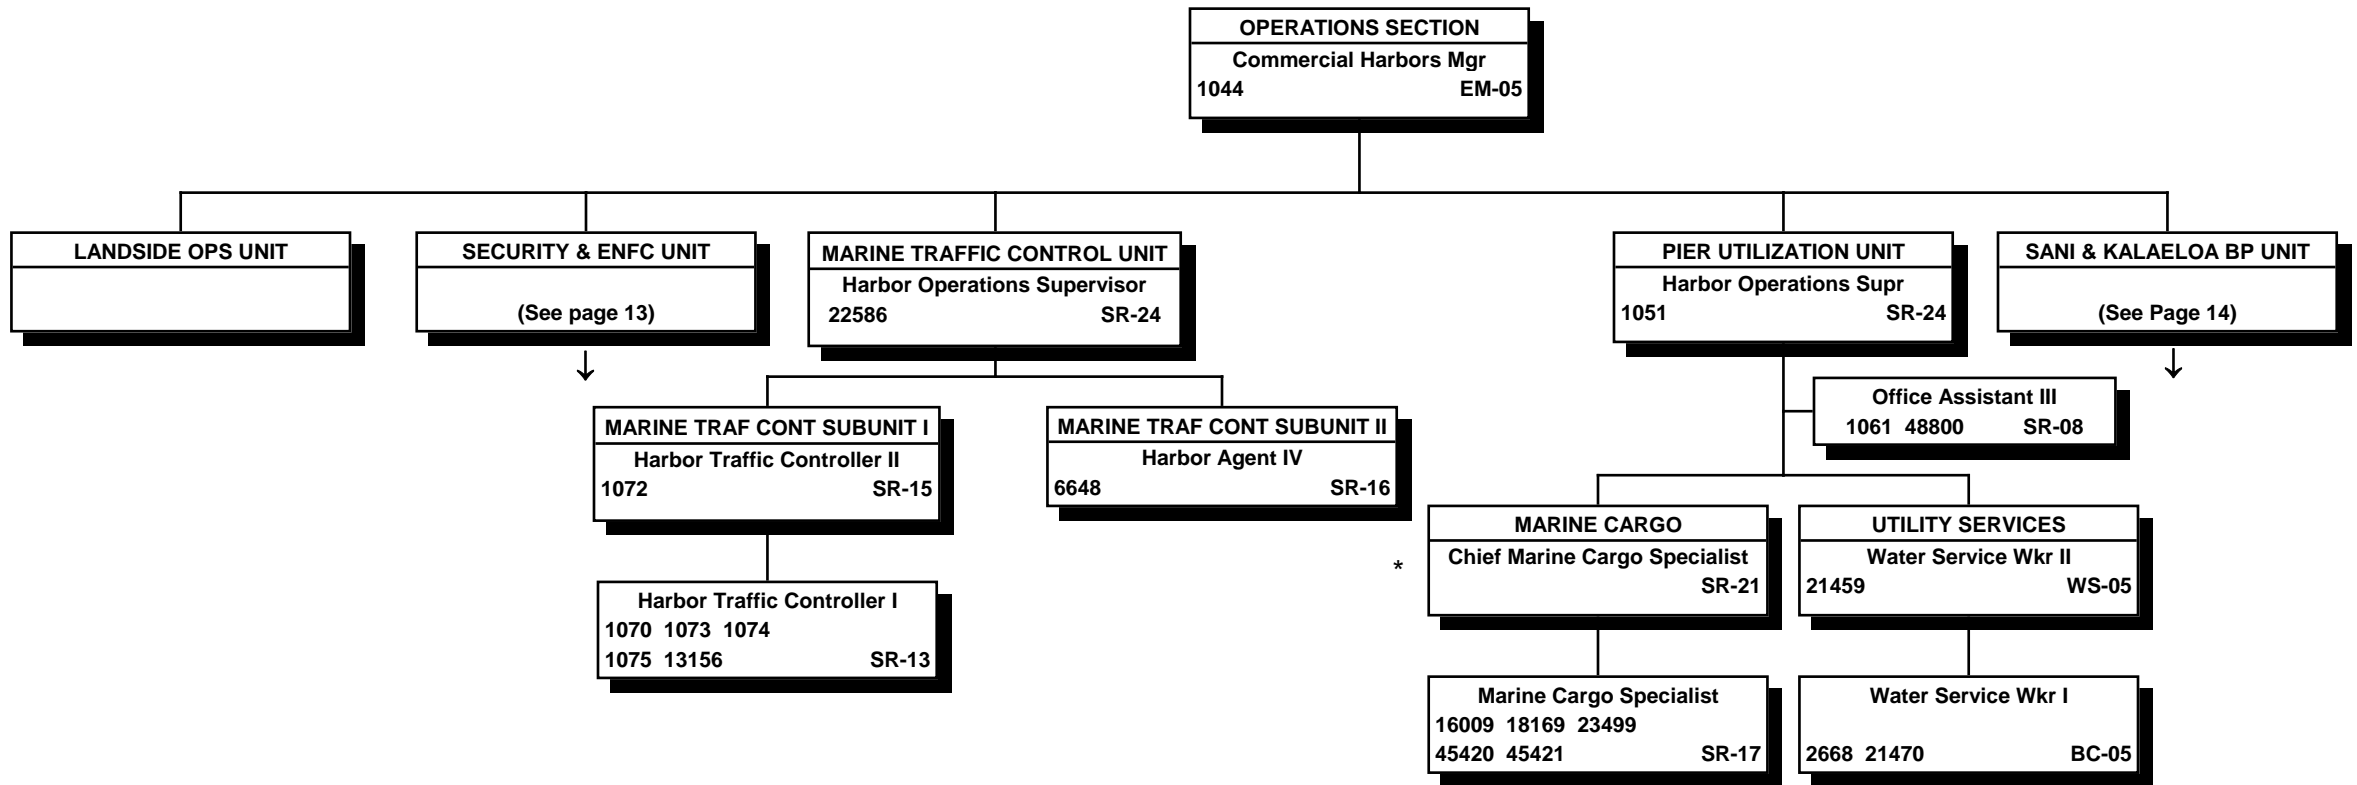 OPERATIONS SECTION
Commercial Harbors Mgr
1044 EM-05
LANDSIDE OPS UNIT
SECURITY & ENFC UNIT
(See page 13)
MARINE TRAFFIC CONTROL UNIT
Harbor Operations Supervisor
22586 SR-24
PIER UTILIZATION UNIT
Harbor Operations Supr
1051 SR-24
SANI & KALAELOA BP UNIT
(See Page 14)
Office Assistant III
1061 48800 SR-08
MARINE TRAF CONT SUBUNIT I
Harbor Traffic Controller II
1072 SR-15
MARINE TRAF CONT SUBUNIT II
Harbor Agent IV
6648 SR-16
Harbor Traffic Controller I
1070 1073 1074
1075 13156 SR-13
*
MARINE CARGO
Chief Marine Cargo Specialist
SR-21
UTILITY SERVICES
Water Service Wkr II
21459 WS-05
Marine Cargo Specialist
16009 18169 23499
45420 45421 SR-17
Water Service Wkr I
2668 21470 BC-05